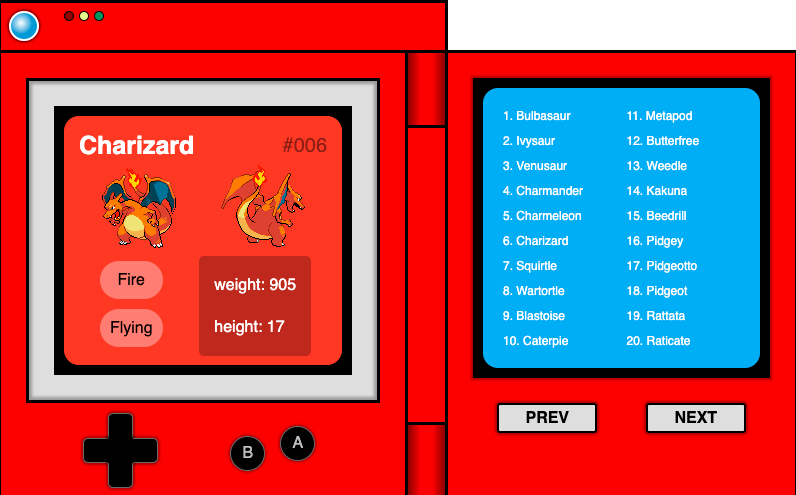 Charizard
#006
Fire
Flying
weight: 905
height: 17
B
A
1. Bulbasaur
2. Ivysaur
3. Venusaur
4. Charmander
5. Charmeleon
6. Charizard
7. Squirtle
8. Wartortle
9. Blastoise
10. Caterpie
11. Metapod
12. Butterfree
13. Weedle
14. Kakuna
15. Beedrill
16. Pidgey
17. Pidgeotto
18. Pidgeot
19. Rattata
20. Raticate
PREV
NEXT